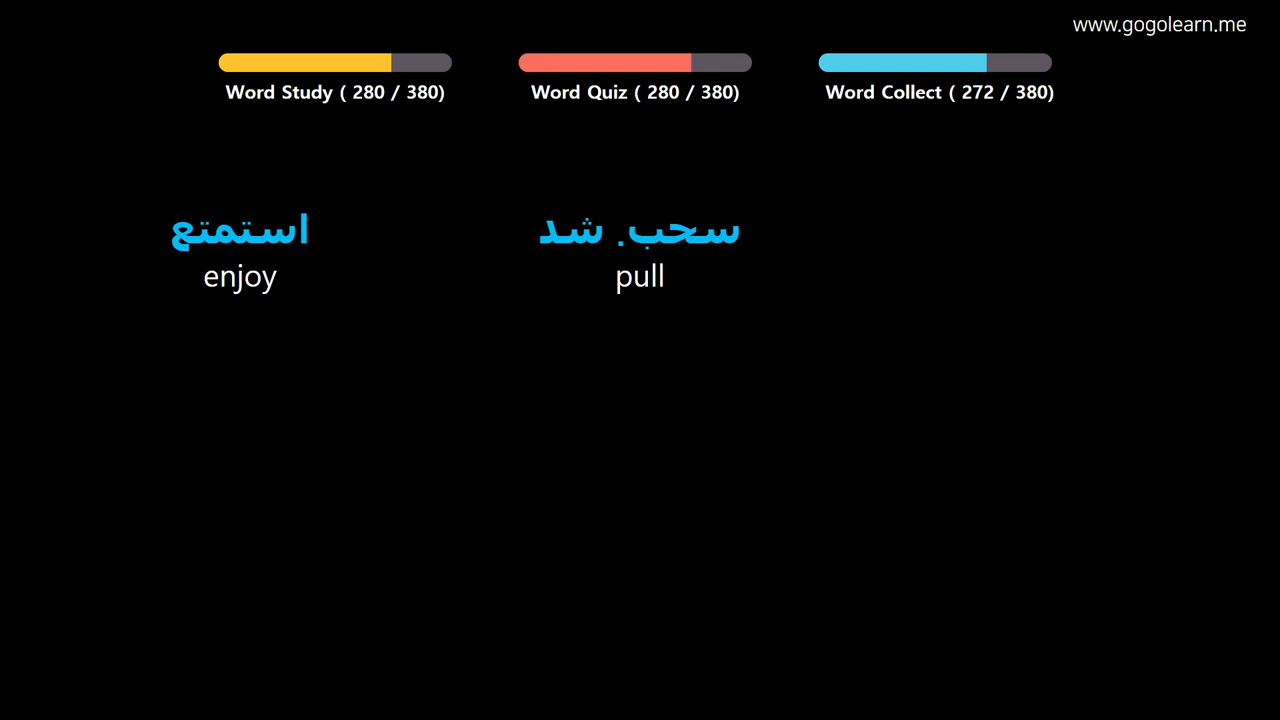 www.gogolearn.me
Word Study ( 280 / 380)
Word Quiz ( 280 / 380)
Word Collect ( 272 / 380)
استمتع
enjoy
سحب. شد
pull